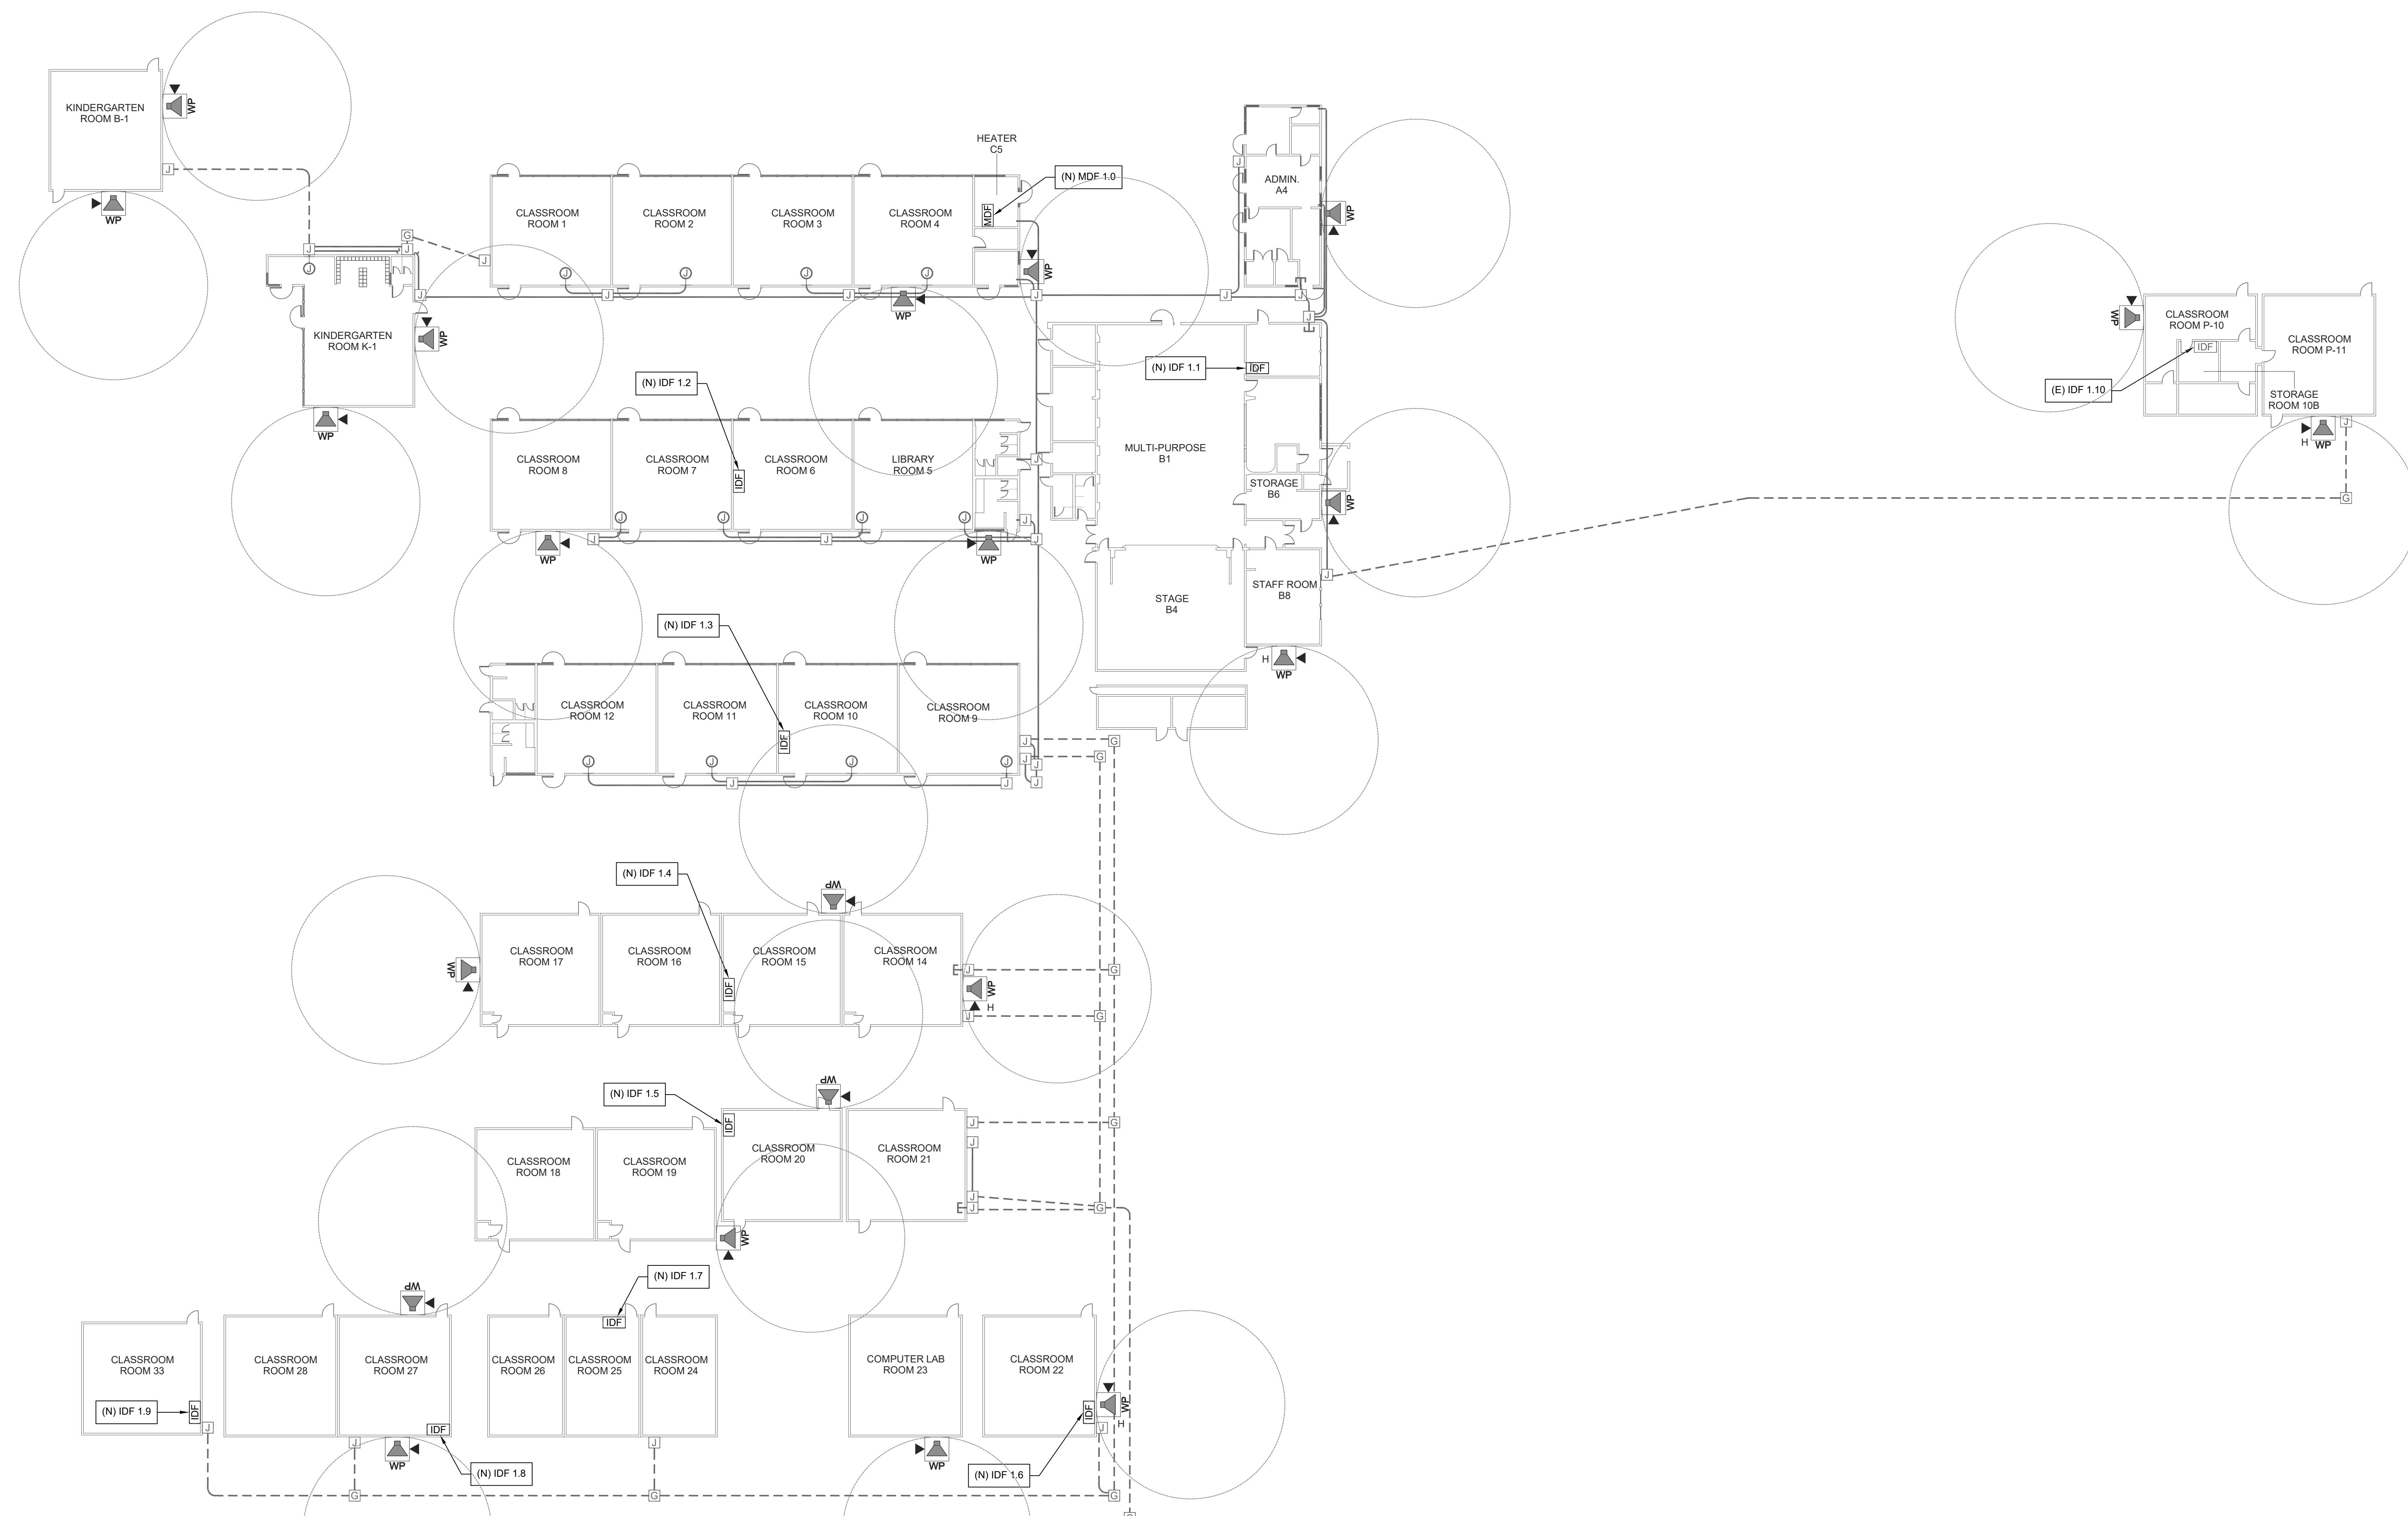 KINDERGARTEN
ROOM B-1
WP
J
WP
HEATER
C5
(N) MDF 1.0
ADMIN.
A4
J
WP
CLASSROOM
ROOM 1
CLASSROOM
ROOM 2
CLASSROOM
ROOM 3
CLASSROOM
ROOM 4
MDF
G
J
J
J
J
J
J
J
J
J
WP
J
J
J
J
J
J
J
WP
KINDERGARTEN
ROOM K-1
WP
WP
J
WP
CLASSROOM
ROOM P-10
CLASSROOM
ROOM P-11
IDF
(E) IDF 1.10
STORAGE
ROOM 10B
J
H
WP
G
(N) IDF 1.1
IDF
(N) IDF 1.2
CLASSROOM
ROOM 8
CLASSROOM
ROOM 7
IDF
CLASSROOM
ROOM 6
LIBRARY
ROOM 5
J
MULTI-PURPOSE
B1
STORAGE
B6
WP
J
J
J
J
J
J
J
J
WP
WP
STAGE
B4
STAFF ROOM
B8
J
H
WP
(N) IDF 1.3
CLASSROOM
ROOM 12
CLASSROOM
ROOM 11
CLASSROOM
ROOM 10
CLASSROOM
ROOM 9
IDF
J
J
J
J
J
J
J
J
J
J
G
G
(N) IDF 1.4
WP
WP
CLASSROOM
ROOM 17
CLASSROOM
ROOM 16
CLASSROOM
ROOM 15
CLASSROOM
ROOM 14
IDF
J
G
WP
H
J
G
(N) IDF 1.5
WP
IDF
CLASSROOM
ROOM 18
CLASSROOM
ROOM 19
CLASSROOM
ROOM 20
CLASSROOM
ROOM 21
J
G
J
J
J
G
WP
(N) IDF 1.7
WP
IDF
CLASSROOM
ROOM 33
CLASSROOM
ROOM 28
CLASSROOM
ROOM 27
CLASSROOM
ROOM 26
CLASSROOM
ROOM 25
CLASSROOM
ROOM 24
COMPUTER LAB
ROOM 23
CLASSROOM
ROOM 22
(N) IDF 1.9
IDF
J
IDF
J
WP
J
WP
IDF
WP
H
J
(N) IDF 1.8
(N) IDF 1.6
G
G
G